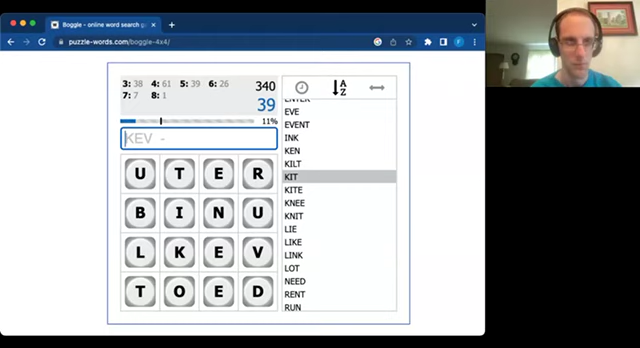 Boggle - online word search g
puzzle-words.com/boggle-4x4/
3: 38 4: 61 5: 39 6: 26
7: 7 8: 1
340
39
11%
KEV -
U T E R
B I N U
L K E V
T O E D
A
Z
ENTER
EVE
EVENT
INK
KEN
KILT
KIT
KITE
KNEE
KNIT
LIE
LIKE
LINK
LOT
NEED
RENT
RUN